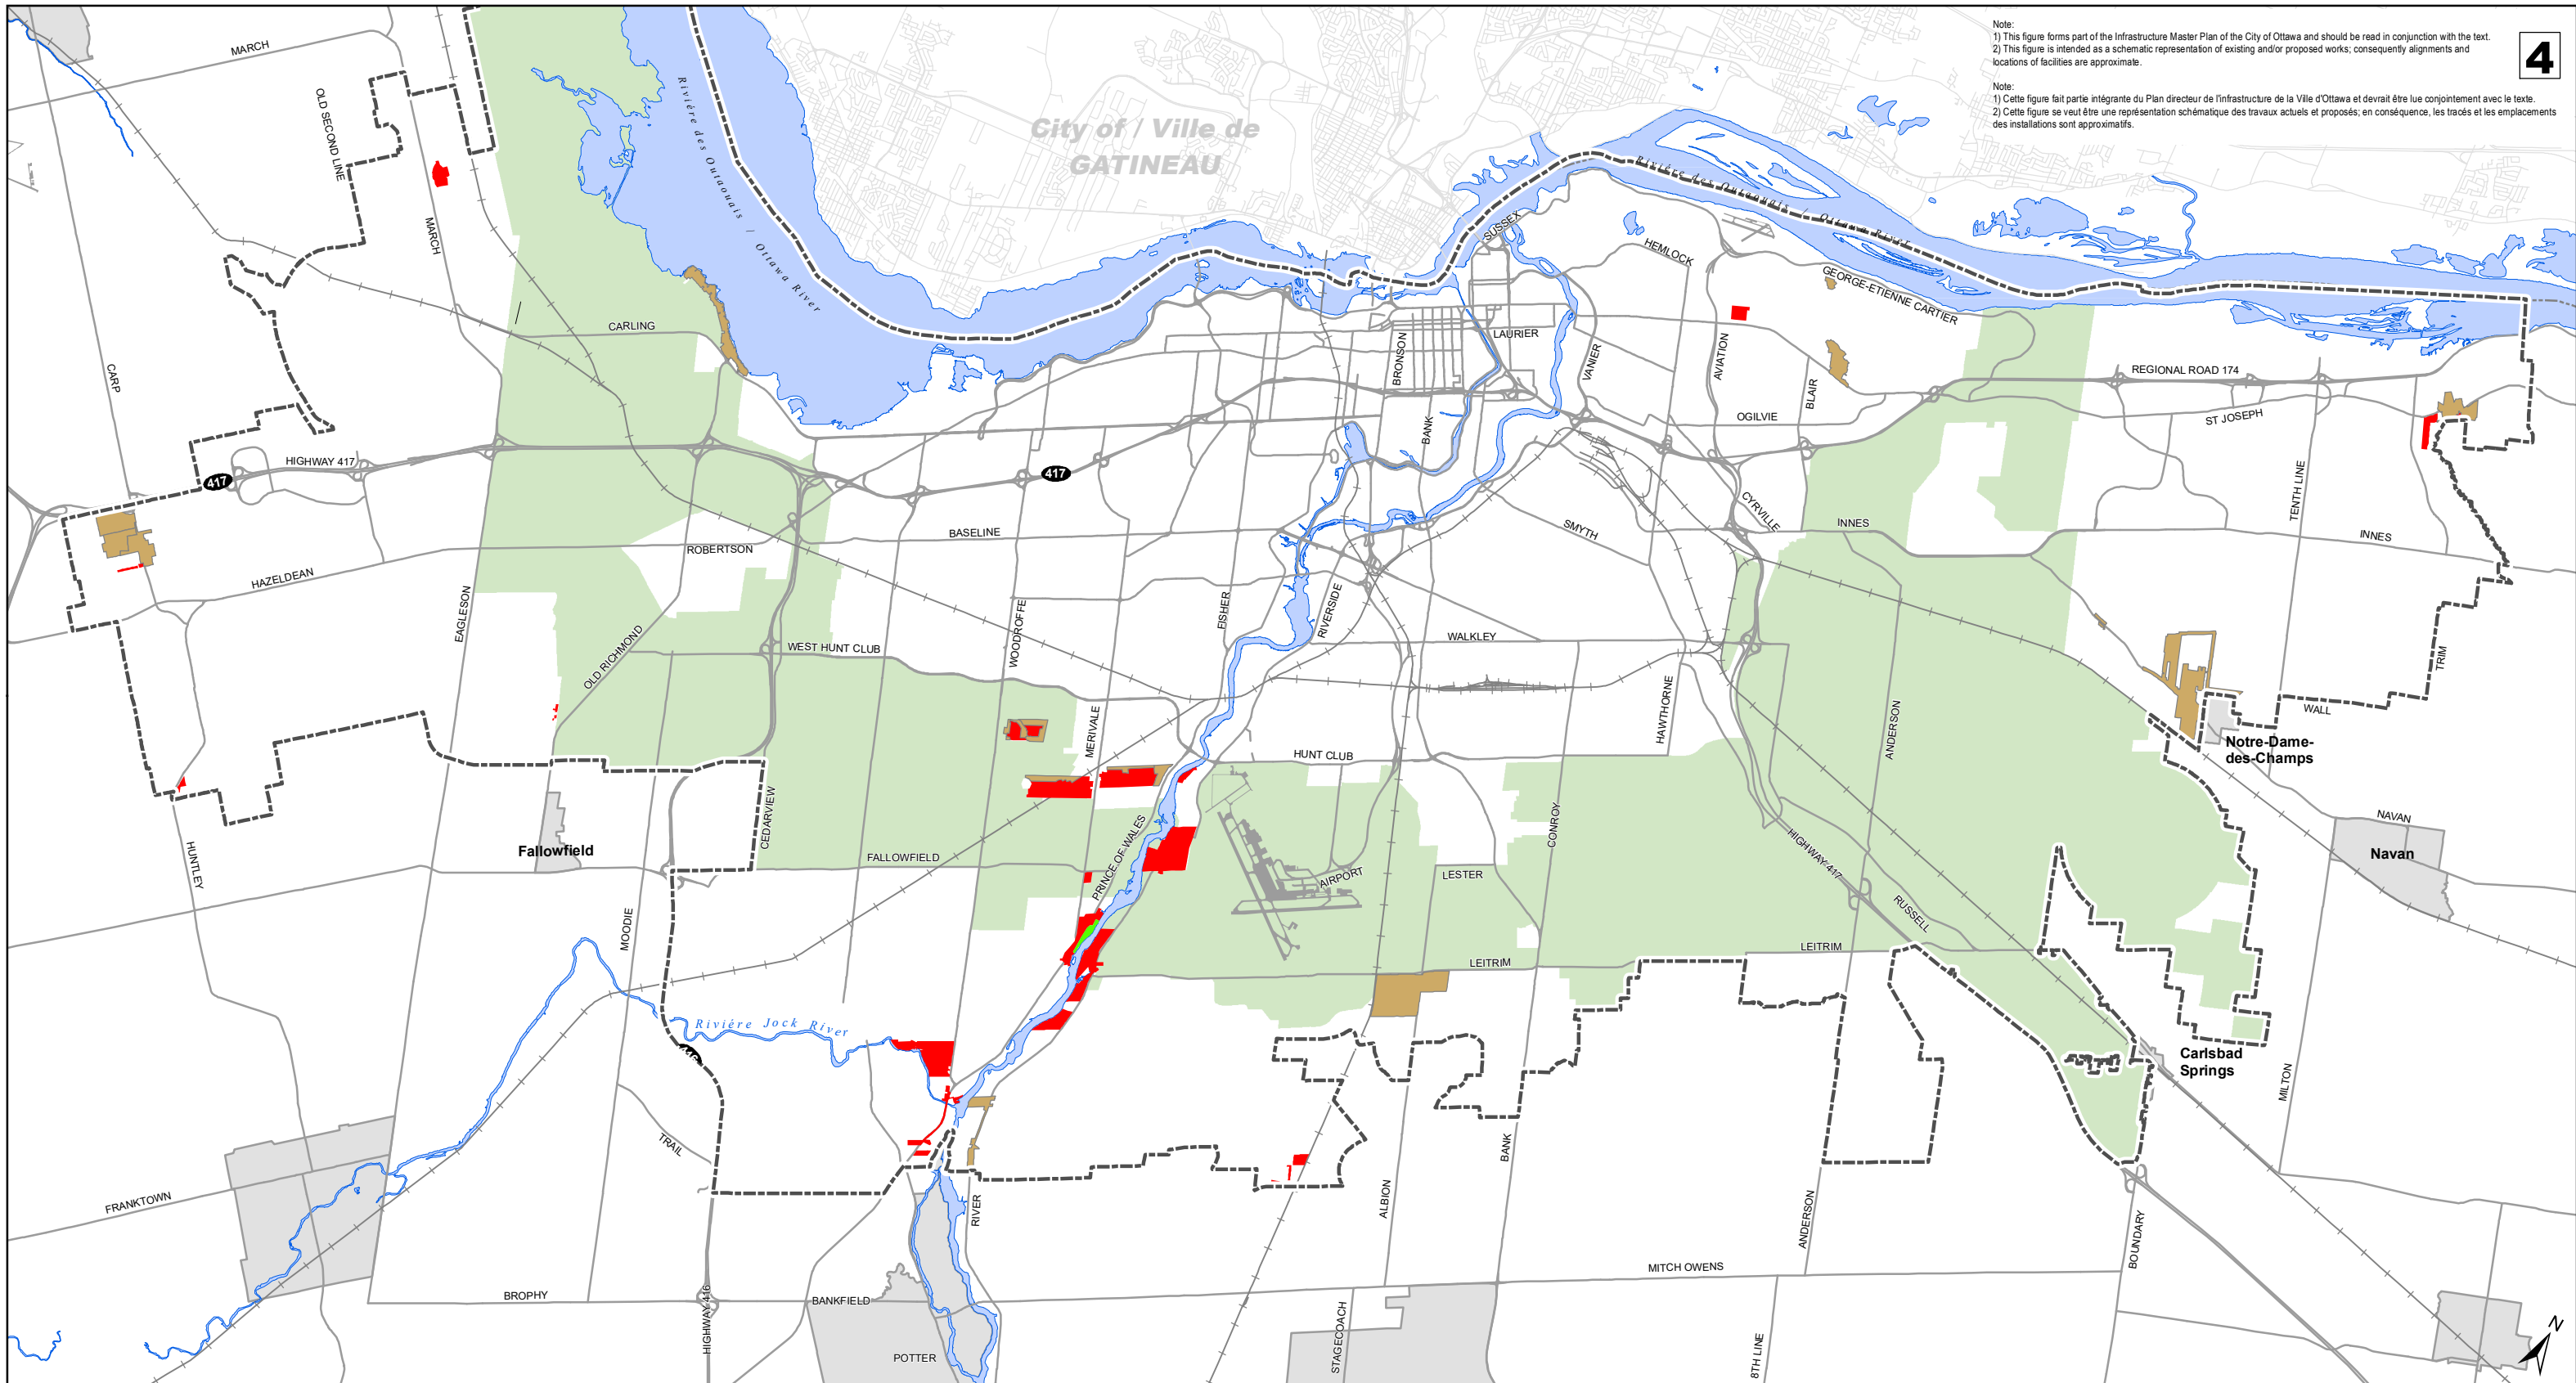 Note:
1) This figure forms part of the Infrastructure Master Plan of the City of Ottawa and should be read in conjunction with the text.
2) This figure is intended as a schematic representation of existing and/or proposed works; consequently alignments and
locations of facilities are approximate.
Note:
1) Cette figure fait partie intégrante du Plan directeur de l'infrastructure de la Ville d'Ottawa et devrait être lue conjointement avec le texte.
2) Cette figure se veut être une représentation schématique des travaux actuels et proposés; en conséquence, les tracés et les emplacements
des installations sont approximatifs.
4
City of / Ville de
GATINEAU
MARCH
OLD SECOND LINE
MARCH
Riviére des Outaouais / Ottawa River
Riviére des Outaouais / Ottawa River
SUSSEX
HEMLOCK
GEORGE-ETIENNE CARTIER
CARLING
CARP
LAURIER
BRONSON
VANIER
AVIATION
BLAIR
REGIONAL ROAD 174
ST JOSEPH
OGILVIE
BANK
HIGHWAY 417
417
417
TENTH LINE
CYRVILLE
INNES
INNES
SMYTH
BASELINE
ROBERTSON
HAZELDEAN
EAGLESON
OLD RICHMOND
WEST HUNT CLUB
WOODROFFE
FISHER
RIVERSIDE
WALKLEY
HAWTHORNE
ANDERSON
TRIM
WALL
Notre-Dame-
des-Champs
MERIVALE
HUNT CLUB
CEDARVIEW
PRINCE OF WALES
CONROY
HIGHWAY 417
NAVAN
Navan
Fallowfield
FALLOWFIELD
HUNTLEY
AIRPORT
LESTER
RUSSELL
MOODIE
LEITRIM
LEITRIM
Riviére Jock River
Carlsbad
Springs
MILTON
TRAIL
FRANKTOWN
RIVER
ALBION
BANK
ANDERSON
BOUNDARY
MITCH OWENS
BROPHY
BANKFIELD
HIGHWAY 416
POTTER
STAGECOACH
8TH LINE
N